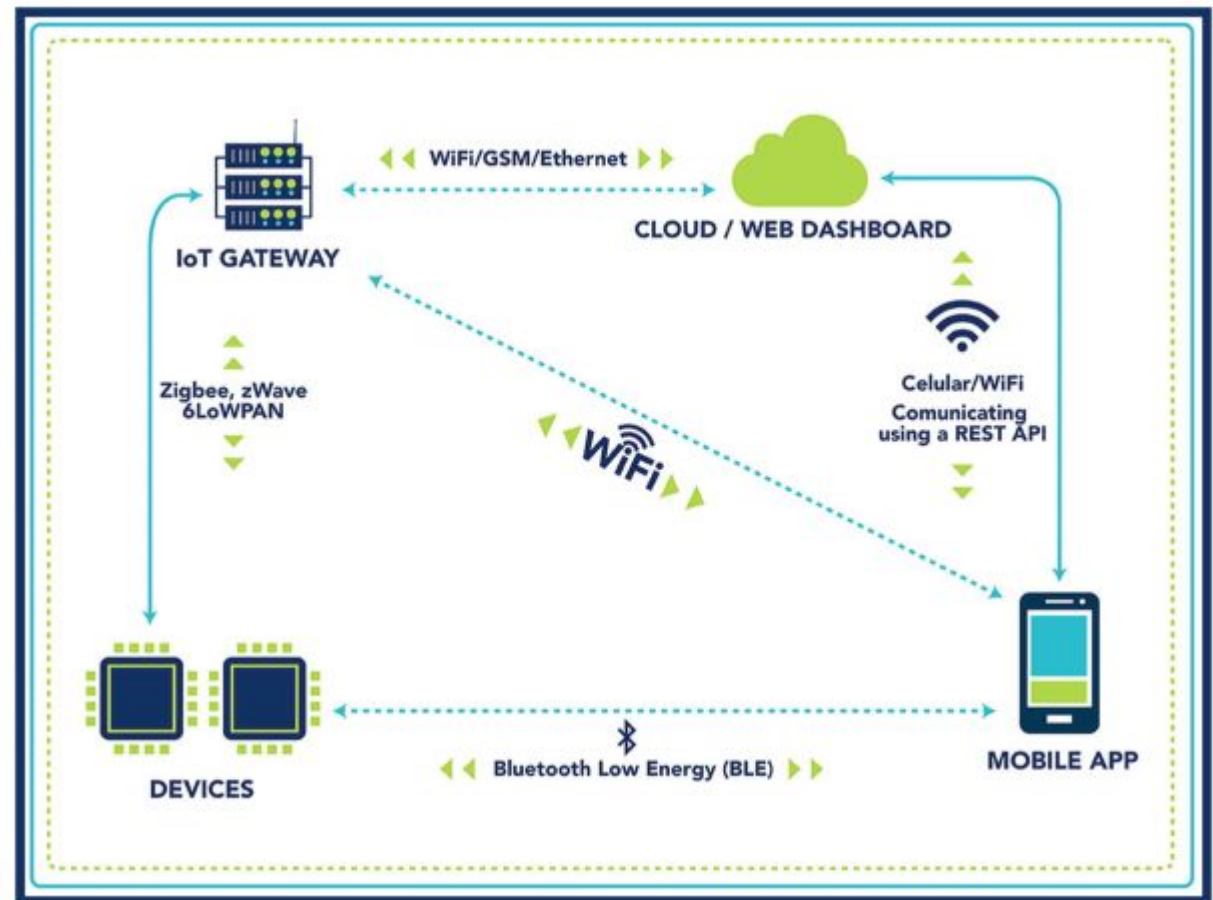 WiFi/GSM/Ethernet
CLOUD / WEB DASHBOARD
IoT GATEWAY
Zigbee, zWave
6LoWPAN
Celular/WiFi
Comunicating
using a REST API
WiFi
Bluetooth Low Energy (BLE)
MOBILE APP
DEVICES